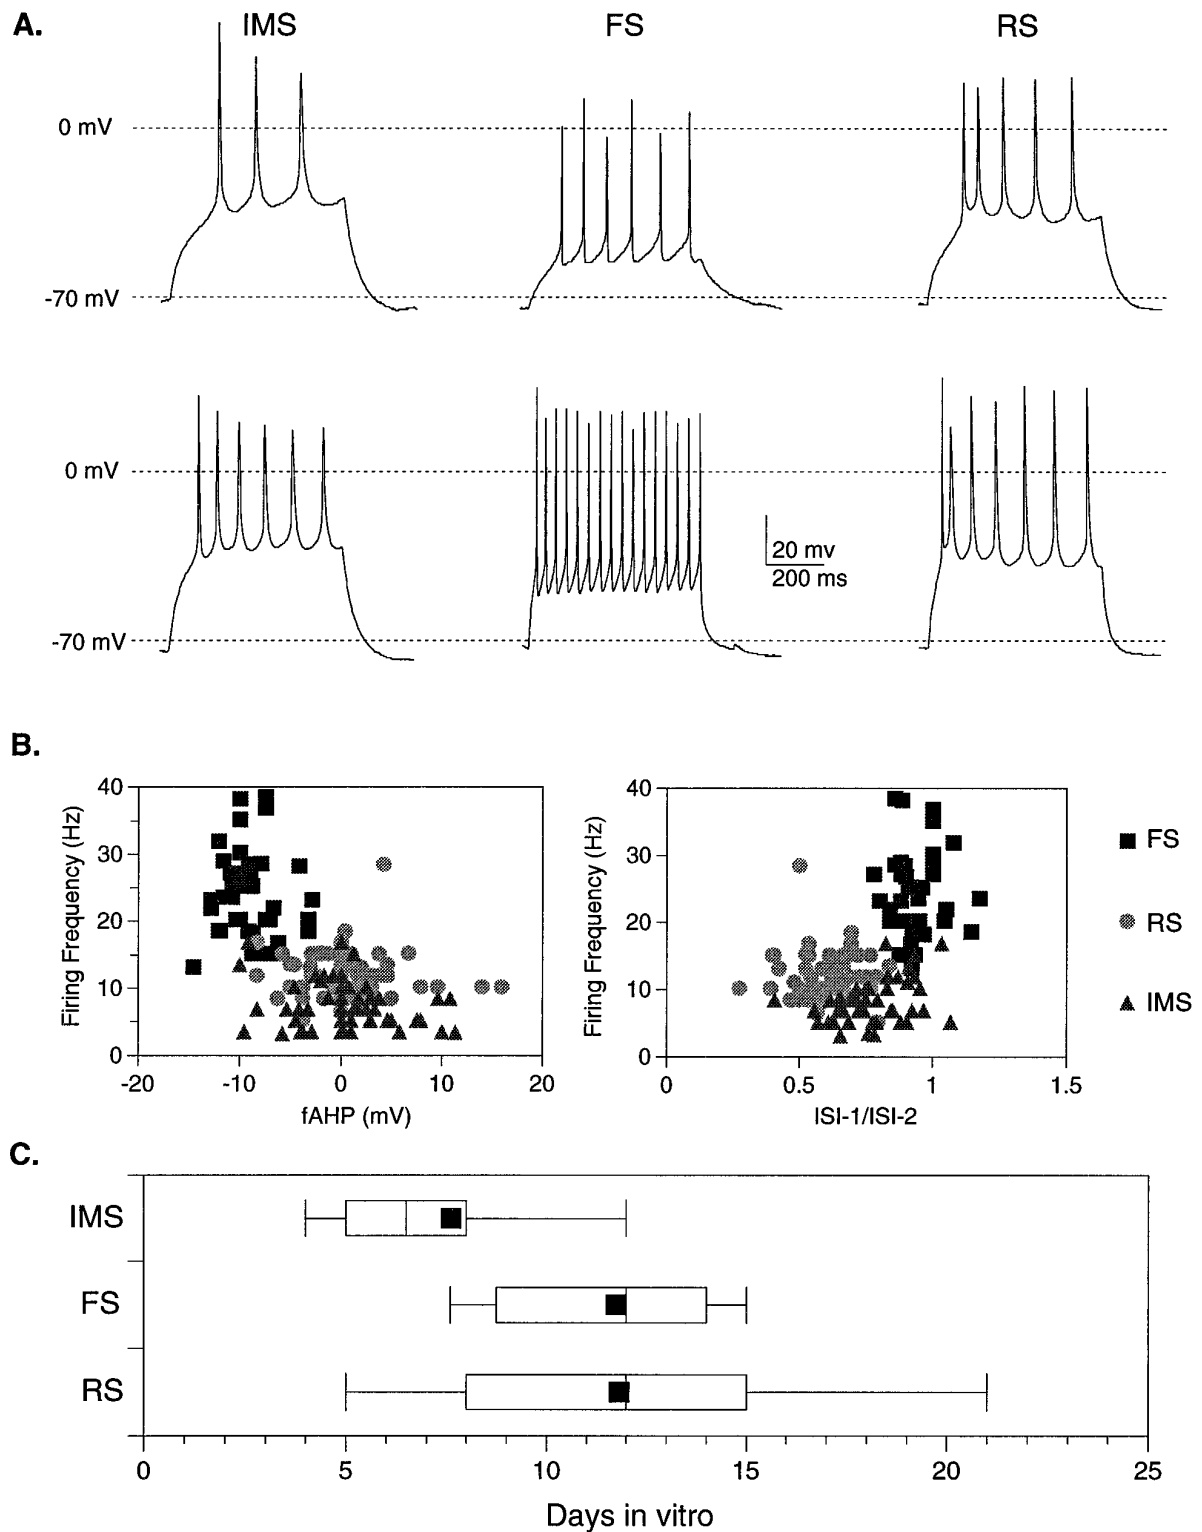 A.
IMS FS RS
0 mV
-70 mV
0 mV
20 mv
200 ms
-70 mV
B.
Firing Frequency (Hz)
40
30
20
10
0
-20 -10 0 10 20
fAHP (mV)
Firing Frequency (Hz)
40
30
20
10
0
0 0.5 1 1.5
ISI-1/ISI-2
FS
RS
IMS
C.
IMS
FS
RS
0 5 10 15 20 25
Days in vitro